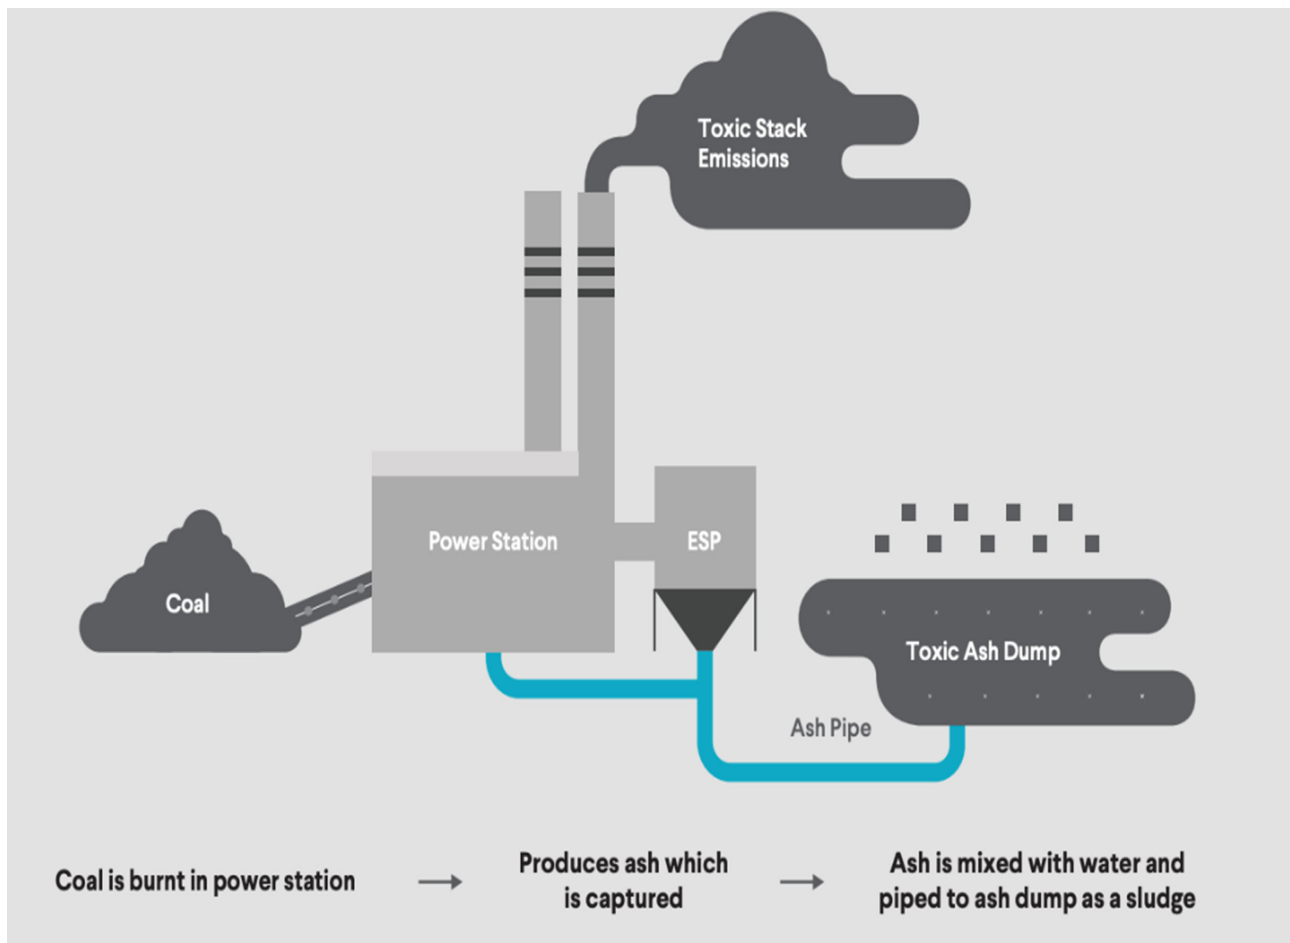 Toxic Stack
Emissions
Power Station
ESP
Coal
Toxic Ash Dump
Ash Pipe
Coal is burnt in power station
Produces ash which
is captured
Ash is mixed with water and
piped to ash dump as a sludge